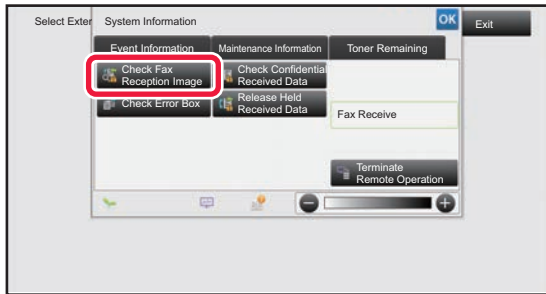 Select Exter
System Information
OK
Exit
Event Information
Maintenance Information
Toner Remaining
Check Fax
Reception Image
Check Confidential
Received Data
Check Error Box
Release Held
Received Data
Fax Receive
Terminate
Remote Operation